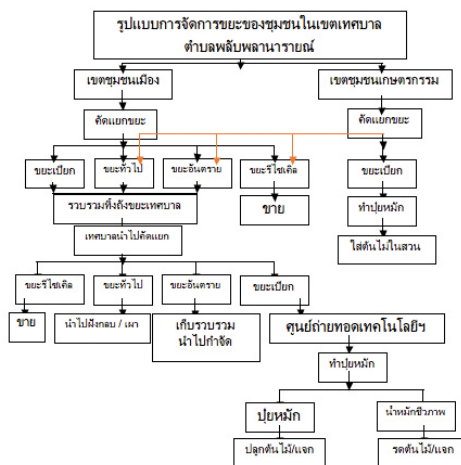 รูปแบบการจัดการขยะของชุมชนในเขตเทศบาล
ตำบลพลับพลานารายณ์
เขตชุมชนเมือง
เขตชุมชนเกษตรกรรม
คัดแยกขยะ
คัดแยกขยะ
ขยะเปียก
ขยะทั่วไป
ขยะอันตราย
ขยะรีไซเคิล
ขยะเปียก
รวบรวมทิ้งถังขยะเทศบาล
ขาย
ทำปุ๋ยหมัก
เทศบาลนำไปคัดแยก
ใส่ต้นไม้ในสวน
ขยะรีไซเคิล
ขยะทั่วไป
ขยะอันตราย
ขยะเปียก
ขาย
นำไปฝังกลบ / เผา
เก็บรวบรวม
นำไปกำจัด
ศูนย์ถ่ายทอดเทคโนโลยีฯ
ทำปุ๋ยหมัก
ปุ๋ยหมัก
น้ำหมักชีวภาพ
ปลูกต้นไม้/แจก
รดต้นไม้/แจก